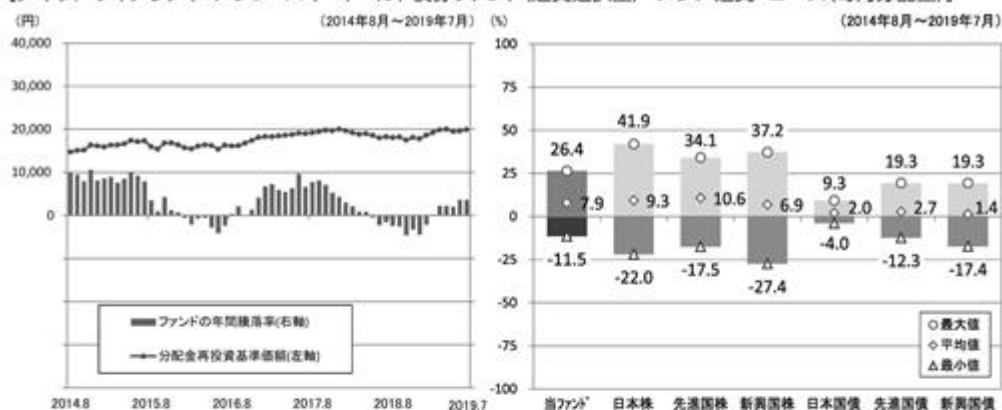 (円)
(2014年8月～2019年7月)
40,000
30,000
20,000
10,000
0
ファンドの年間騰落率(右軸)
分配金再投資基準価額(左軸)
2014.8 2015.8 2016.8 2017.8 2018.8 2019.7
(%)
(2014年8月～2019年7月)
100
75
50
25
0
-25
-50
-75
-100
26.4 41.9 34.1 37.2 9.3 19.3 19.3
7.9 9.3 10.6 6.9 2.0 2.7 1.4
-11.5 -22.0 -17.5 -27.4 -4.0 -12.3 -17.4
最大値
平均値
最小値
当ファンド 日本株 先進国株 新興国株 日本国債 先進国債 新興国債